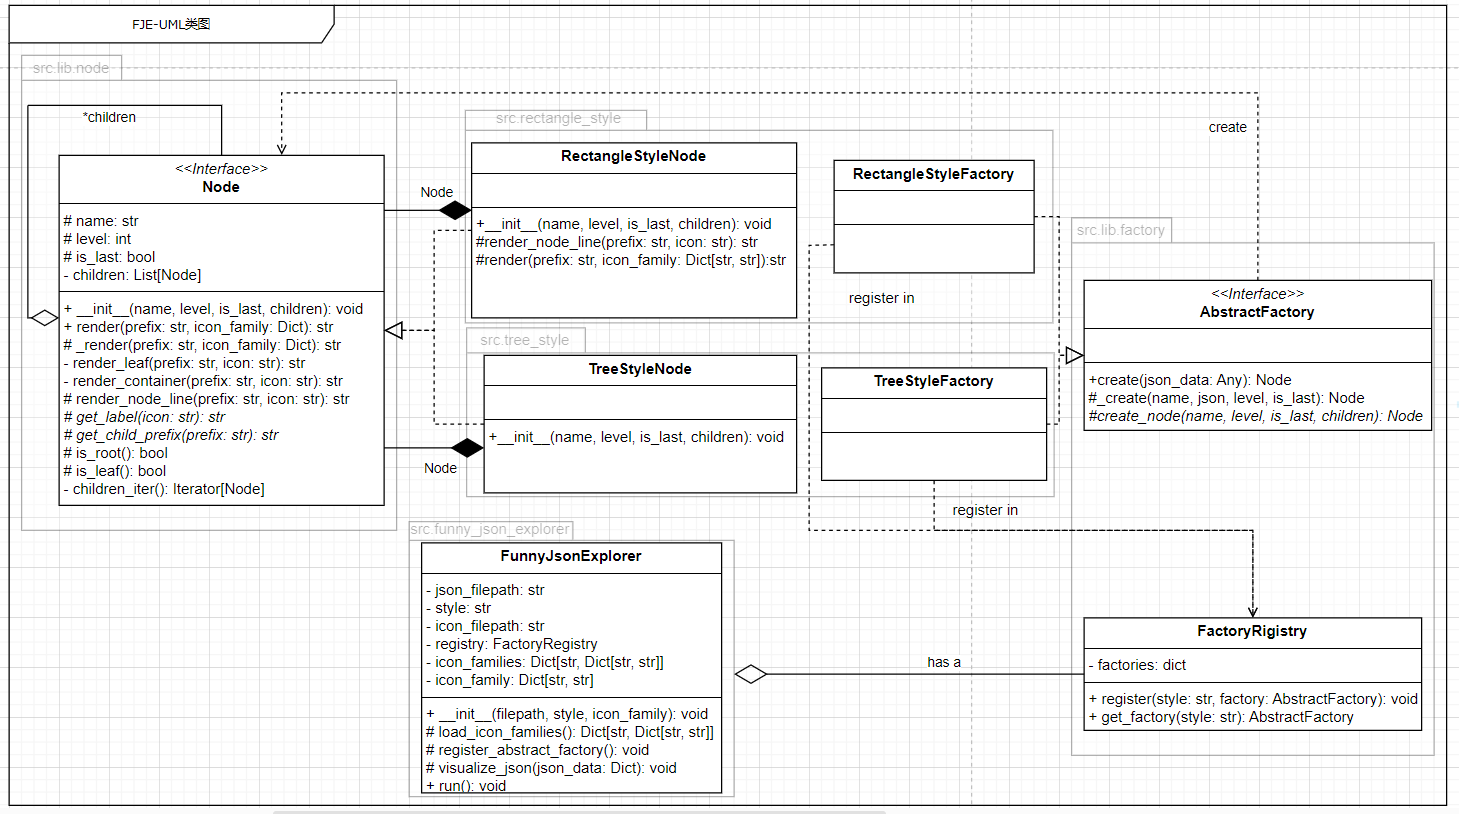 FJE-UML类图
src.lib.node
*children
<<Interface>>
Node
# name: str
# level: int
# is_last: bool
- children: List[Node]
+ __init__(name, level, is_last, children): void
+ render(prefix: str, icon_family: Dict): str
# _render(prefix: str, icon_family: Dict): str
- render_leaf(prefix: str, icon: str): str
- render_container(prefix: str, icon: str): str
# render_node_line(prefix: str, icon: str): str
# get_label(icon: str): str
# get_child_prefix(prefix: str): str
# is_root(): bool
# is_leaf(): bool
- children_iter(): Iterator[Node]
Node
Node
src.rectangle_style
RectangleStyleNode
+__init__(name, level, is_last, children): void
#render_node_line(prefix: str, icon: str): str
#render(prefix: str, icon_family: Dict[str, str]):str
RectangleStyleFactory
register in
src.tree_style
TreeStyleNode
+__init__(name, level, is_last, children): void
TreeStyleFactory
register in
create
src.lib.factory
<<Interface>>
AbstractFactory
+create(json_data: Any): Node
#_create(name, json, level, is_last): Node
#create_node(name, level, is_last, children): Node
src.funny_json_explorer
FunnyJsonExplorer
- json_filepath: str
- style: str
- icon_filepath: str
- registry: FactoryRegistry
- icon_families: Dict[str, Dict[str, str]]
- icon_family: Dict[str, str]
+ __init__(filepath, style, icon_family): void
# load_icon_families(): Dict[str, Dict[str, str]]
# register_abstract_factory(): void
# visualize_json(json_data: Dict): void
+ run(): void
has a
FactoryRigistry
- factories: dict
+ register(style: str, factory: AbstractFactory): void
+ get_factory(style: str): AbstractFactory